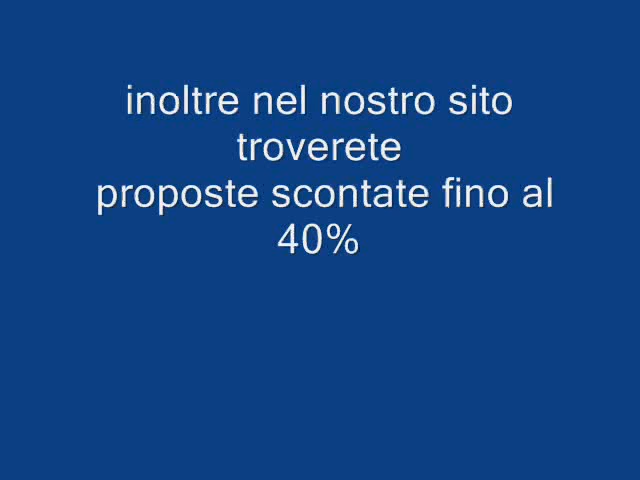 inoltre nel nostro sito
troverete
proposte scontate fino al
40%